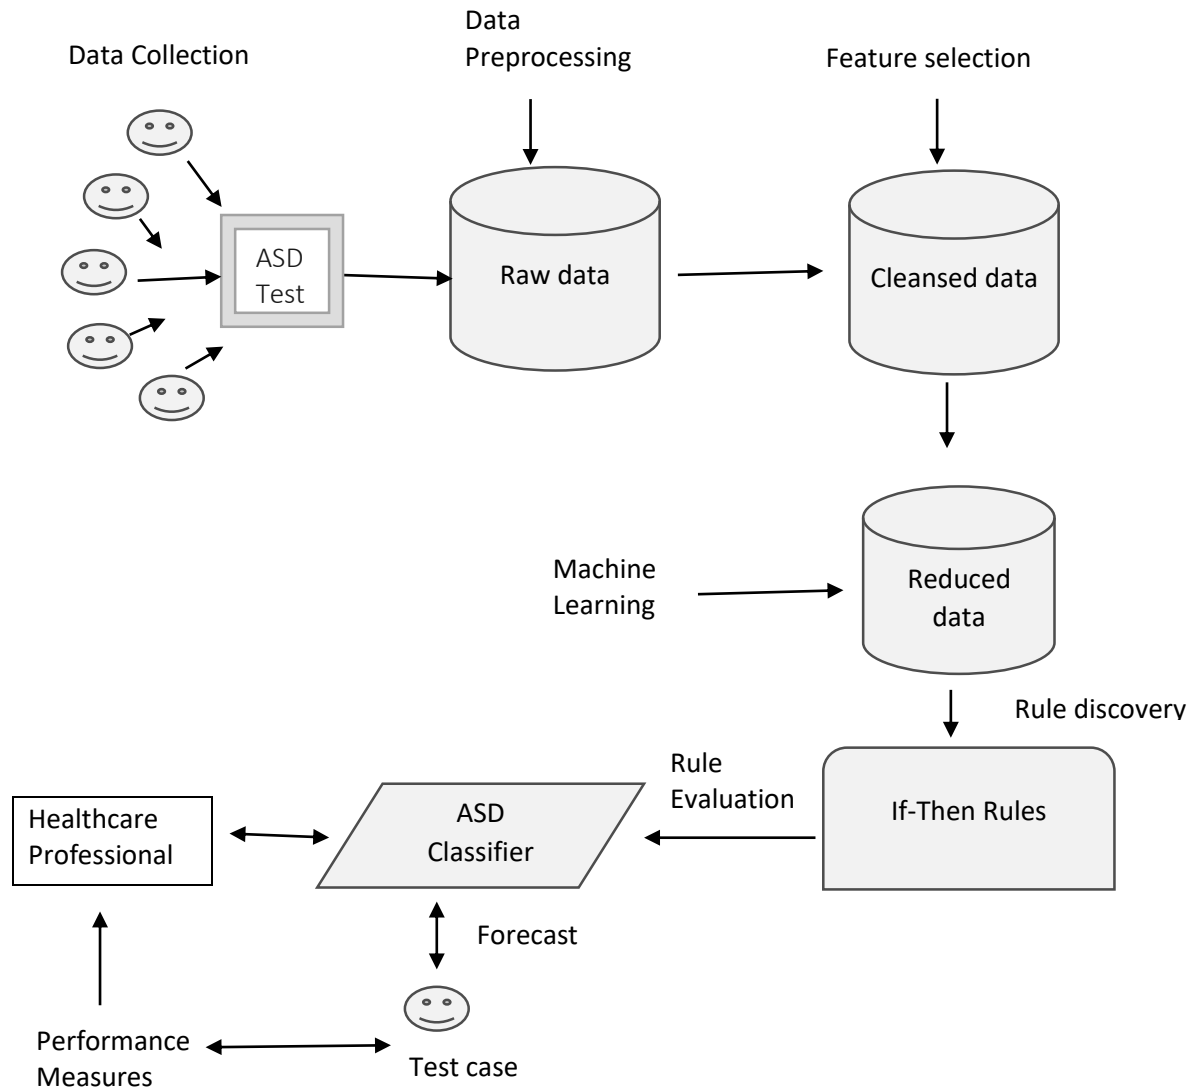 Data Collection
Data
Preprocessing
Feature selection
ASD
Test
Raw data
Cleansed data
Machine
Learning
Reduced
data
Rule discovery
Rule
Evaluation
If-Then Rules
ASD
Classifier
Healthcare
Professional
Forecast
Performance
Measures
Test case